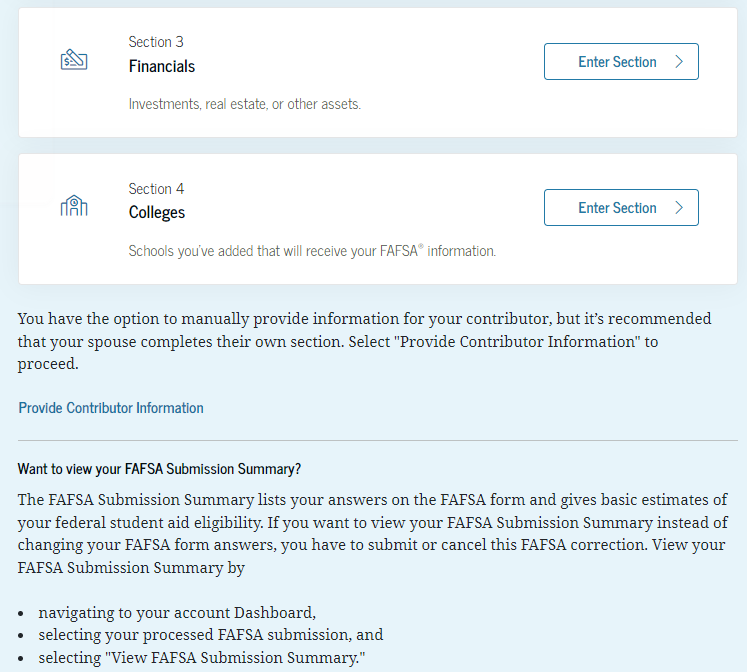 Section 3
Financials
Enter Section
Investments, real estate, or other assets.
Section 4
Colleges
Enter Section
Schools you've added that will receive your FAFSA® information.
You have the option to manually provide information for your contributor, but it’s recommended
that your spouse completes their own section. Select "Provide Contributor Information" to
proceed.
Provide Contributor Information
Want to view your FAFSA Submission Summary?
The FAFSA Submission Summary lists your answers on the FAFSA form and gives basic estimates of
your federal student aid eligibility. If you want to view your FAFSA Submission Summary instead of
changing your FAFSA form answers, you have to submit or cancel this FAFSA correction. View your
FAFSA Submission Summary by
• navigating to your account Dashboard,
• selecting your processed FAFSA submission, and
• selecting "View FAFSA Submission Summary."